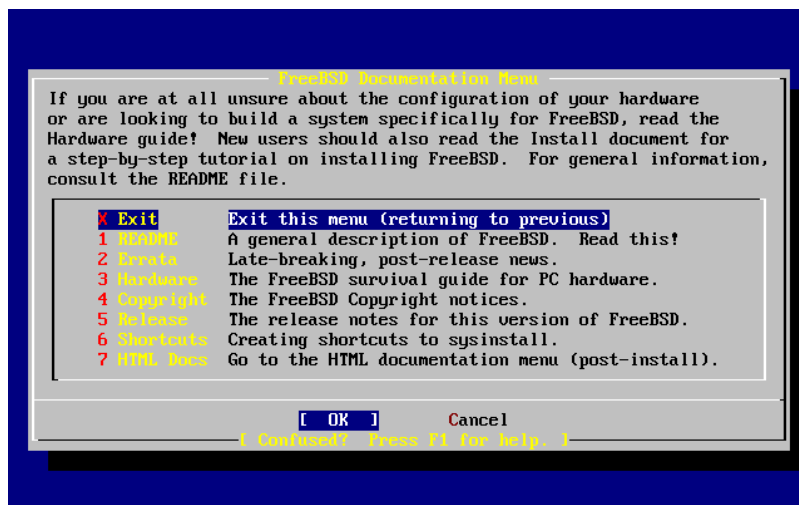 FreeBSD Documentation Menu
If you are at all unsure about the configuration of your hardware
or are looking to build a system specifically for FreeBSD, read the
Hardware guide!  New users should also read the Install document for
a step-by-step tutorial on installing FreeBSD.  For general information,
consult the README file.
X Exit Exit this menu (returning to previous)
1 README A general description of FreeBSD.  Read this!
2 Errata Late-breaking, post-release news.
3 Hardware The FreeBSD survival guide for PC hardware.
4 Copyright The FreeBSD Copyright notices.
5 Release The release notes for this version of FreeBSD.
6 Shortcuts Creating shortcuts to sysinstall.
7 HTML Docs Go to the HTML documentation menu (post-install).
[ OK ] Cancel
[ Confused?  Press F1 for help. ]